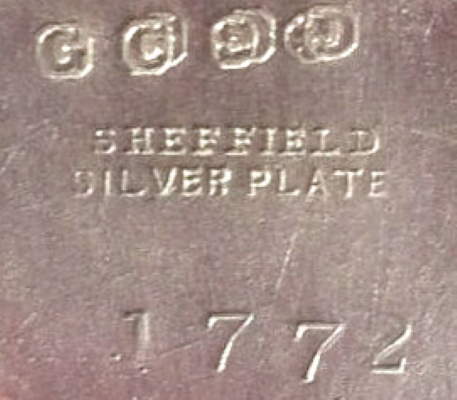 G C
SHEFFIELD
SILVER PLATE
1772